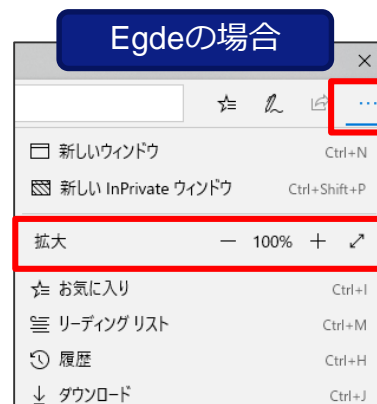 Egdeの場合
新しいウィンドウ Ctrl+N
新しい InPrivate ウィンドウ Ctrl+Shift+P
拡大 — 100% +
お気に入り Ctrl+I
リーディング リスト Ctrl+M
履歴 Ctrl+H
ダウンロード Ctrl+J